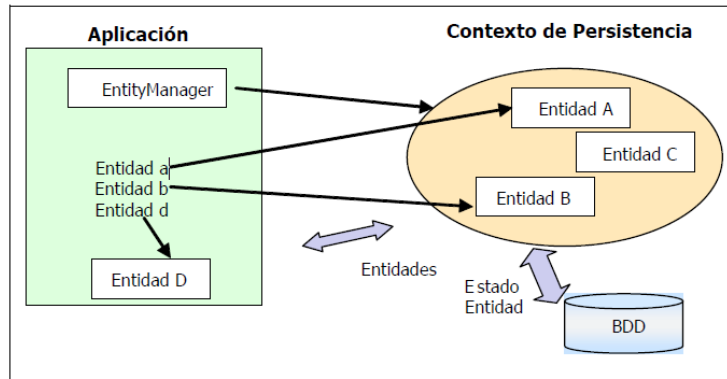 Aplicación
Contexto de Persistencia
EntityManager
Entidad A
Entidad C
Entidad a
Entidad b
Entidad d
Entidad B
Entidad D
Entidades
Estado
Entidad
BDD